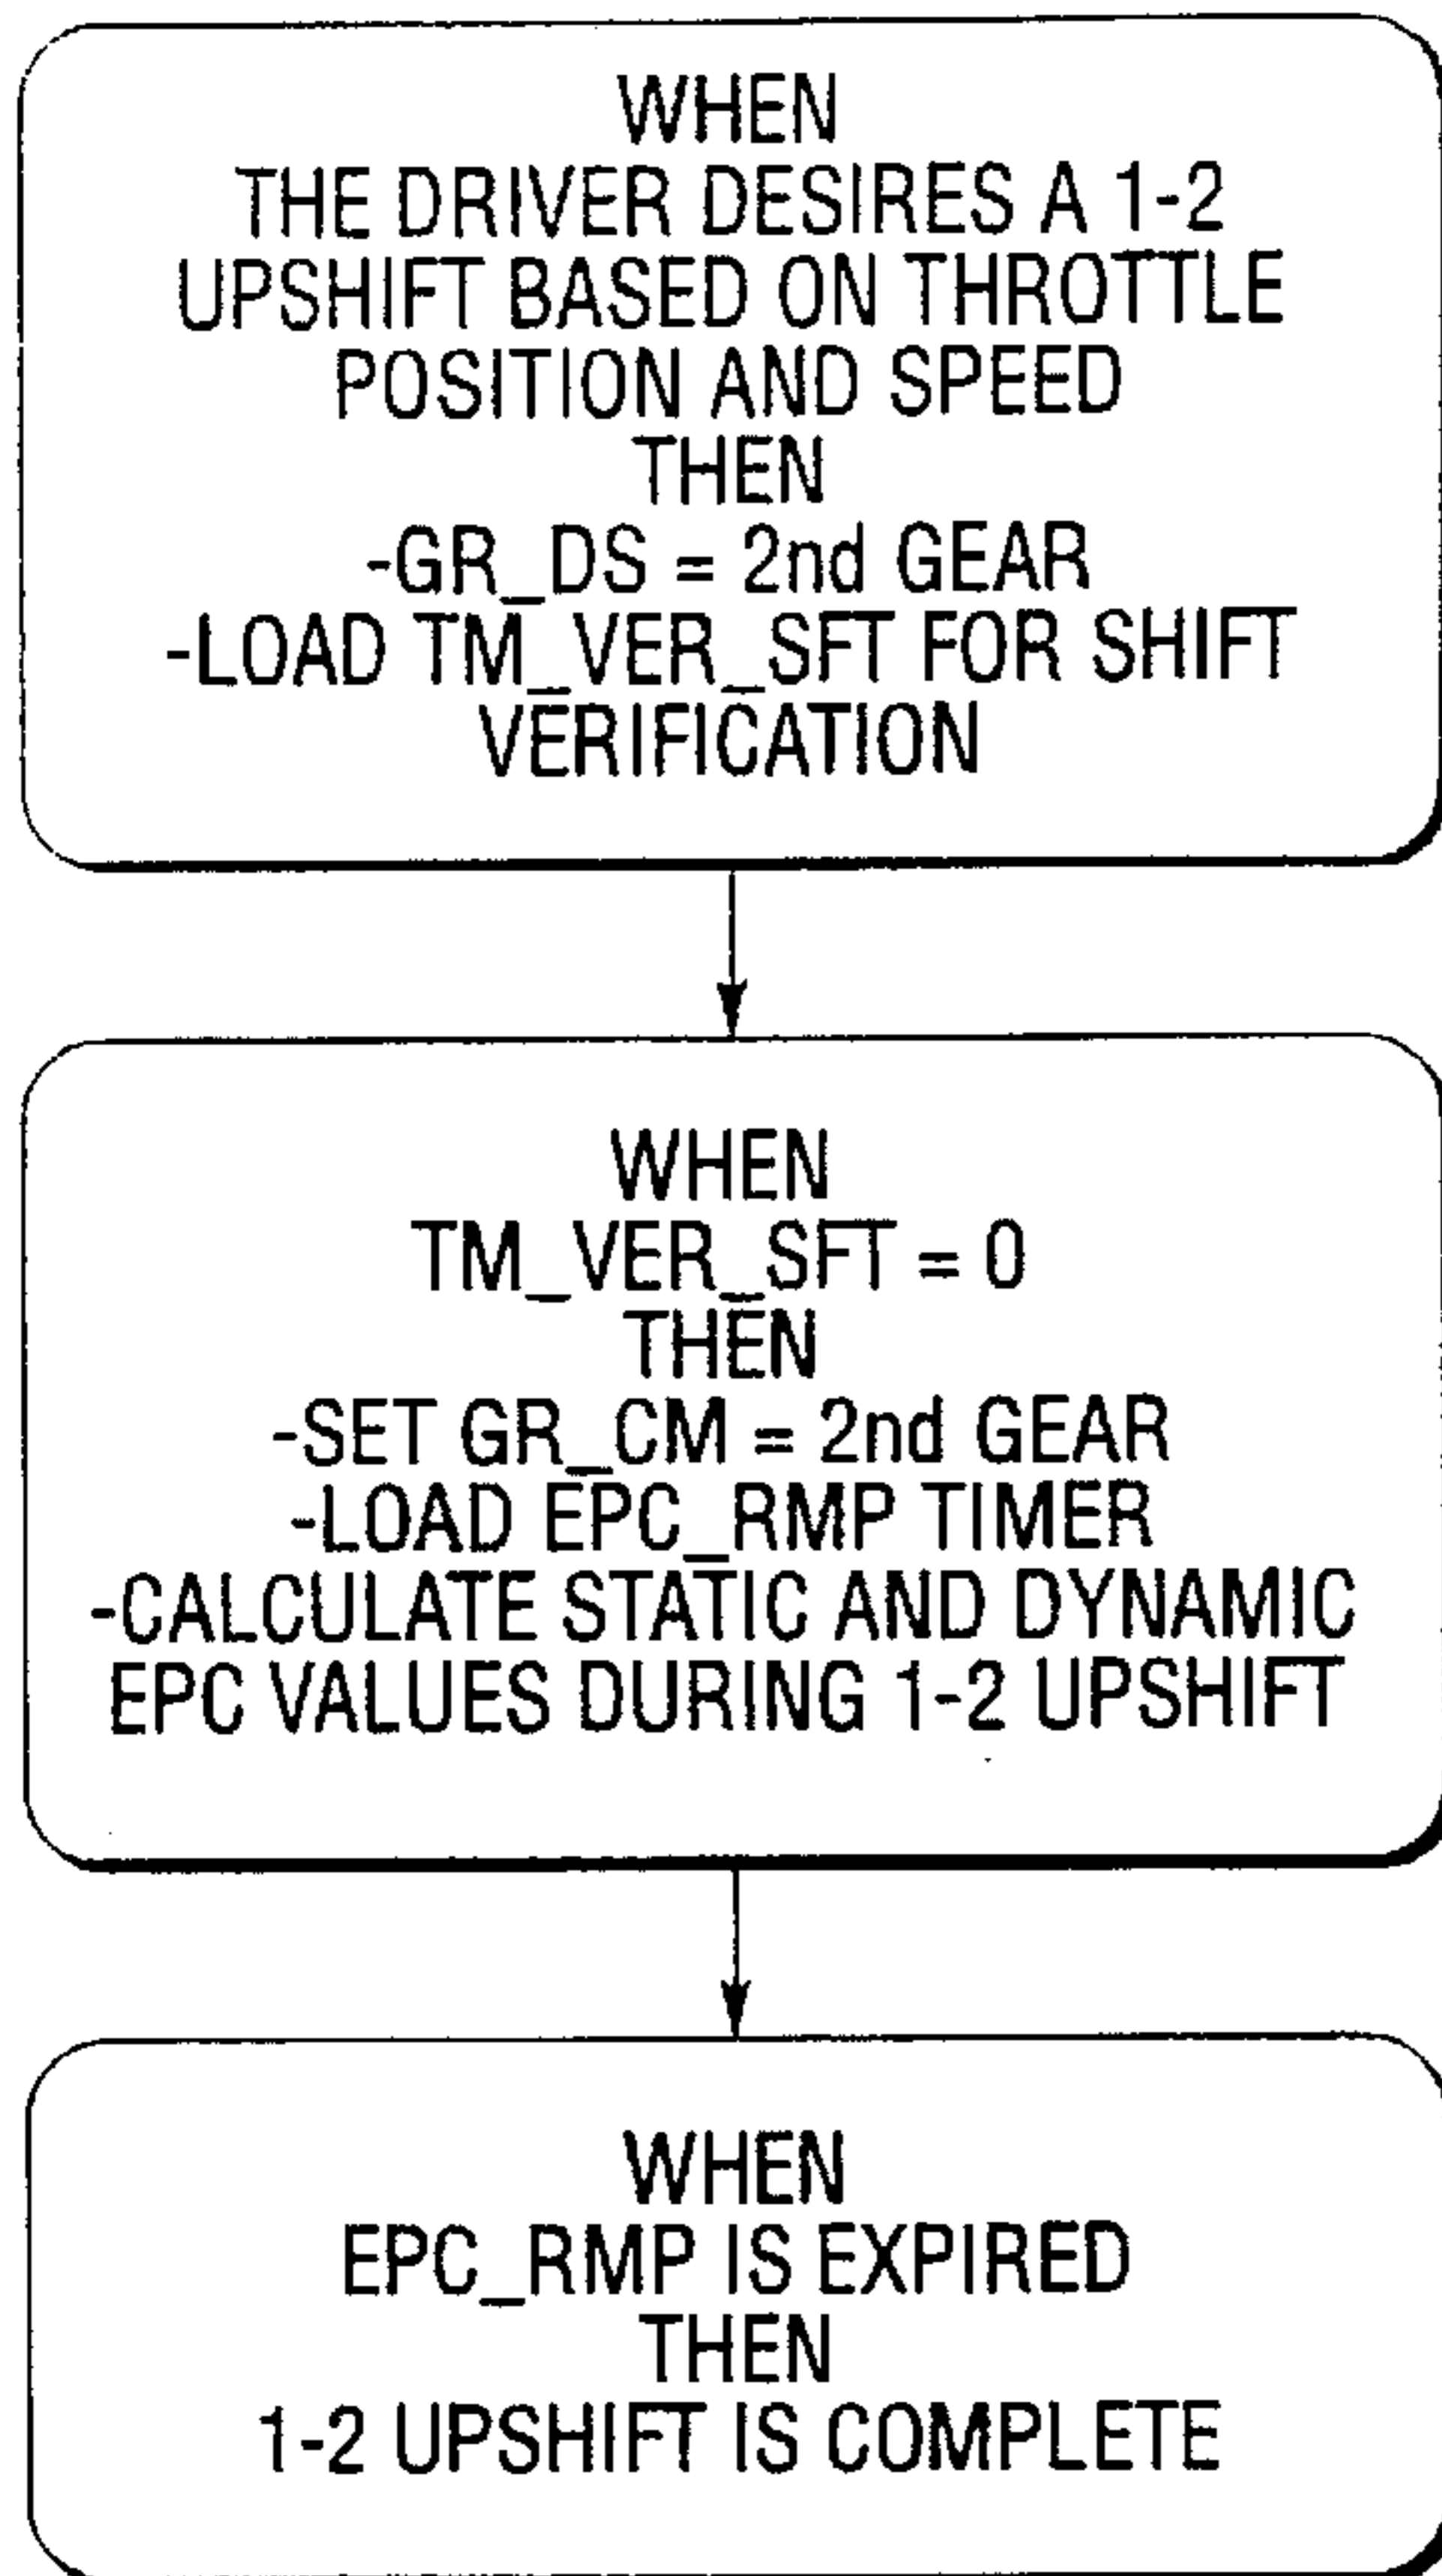 WHEN
THE DRIVER DESIRES A 1-2
UPSHIFT BASED ON THROTTLE
POSITION AND SPEED
THEN
-GR_DS = 2nd GEAR
-LOAD TM_VER_SFT FOR SHIFT
VERIFICATION
WHEN
TM_VER_SFT = 0
THEN
-SET GR_CM = 2nd GEAR
-LOAD EPC_RMP TIMER
-CALCULATE STATIC AND DYNAMIC
EPC VALUES DURING 1-2 UPSHIFT
WHEN
EPC_RMP IS EXPIRED
THEN
1-2 UPSHIFT IS COMPLETE